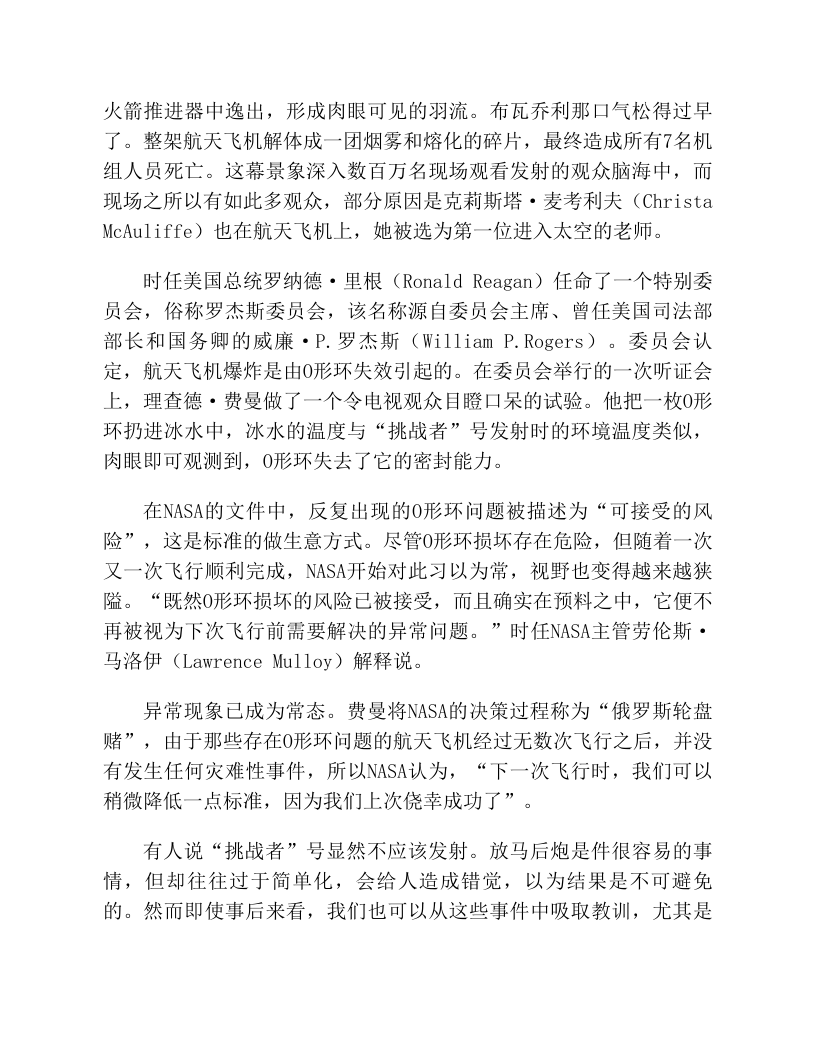 火箭推进器中逸出，形成肉眼可见的羽流。布瓦乔利那口气松得过早
了。整架航天飞机解体成一团烟雾和熔化的碎片，最终造成所有7名机
组人员死亡。这幕景象深入数百万名现场观看发射的观众脑海中，而
现场之所以有如此多观众，部分原因是克莉斯塔·麦考利夫（Christa
McAuliffe）也在航天飞机上，她被选为第一位进入太空的老师。
时任美国总统罗纳德·里根（Ronald Reagan）任命了一个特别委
员会，俗称罗杰斯委员会，该名称源自委员会主席、曾任美国司法部
部长和国务卿的威廉·P.罗杰斯（William P.Rogers）。委员会认
定，航天飞机爆炸是由O形环失效引起的。在委员会举行的一次听证会
上，理查德·费曼做了一个令电视观众目瞪口呆的试验。他把一枚O形
环扔进冰水中，冰水的温度与“挑战者”号发射时的环境温度类似，
肉眼即可观测到，O形环失去了它的密封能力。
在NASA的文件中，反复出现的O形环问题被描述为“可接受的风
险”，这是标准的做生意方式。尽管O形环损坏存在危险，但随着一次
又一次飞行顺利完成，NASA开始对此习以为常，视野也变得越来越狭
隘。“既然O形环损坏的风险已被接受，而且确实在预料之中，它便不
再被视为下次飞行前需要解决的异常问题。”时任NASA主管劳伦斯·
马洛伊（Lawrence Mulloy）解释说。
异常现象已成为常态。费曼将NASA的决策过程称为“俄罗斯轮盘
赌”，由于那些存在O形环问题的航天飞机经过无数次飞行之后，并没
有发生任何灾难性事件，所以NASA认为，“下一次飞行时，我们可以
稍微降低一点标准，因为我们上次侥幸成功了”。
有人说“挑战者”号显然不应该发射。放马后炮是件很容易的事
情，但却往往过于简单化，会给人造成错觉，以为结果是不可避免
的。然而即使事后来看，我们也可以从这些事件中吸取教训，尤其是